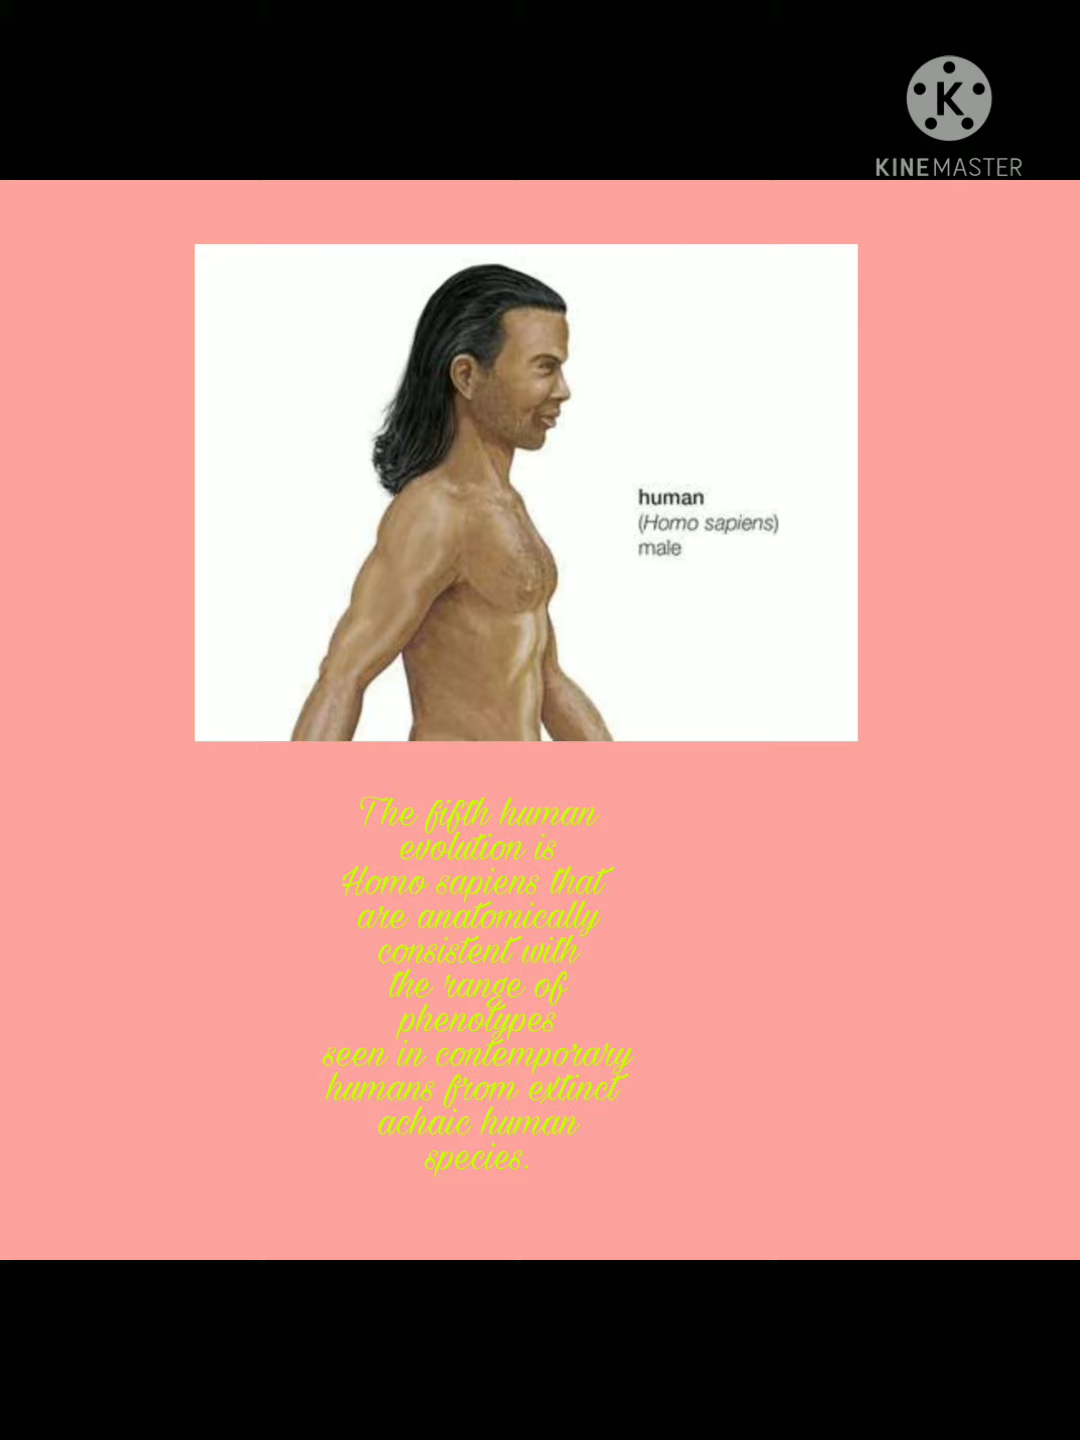 KINEMASTER
human
(Homo sapiens)
male
The fifth human
evolution is
Homo sapiens that
are anatomically
consistent with
the range of
phenotypes
seen in contemporary
humans from extinct
achaic human
species.